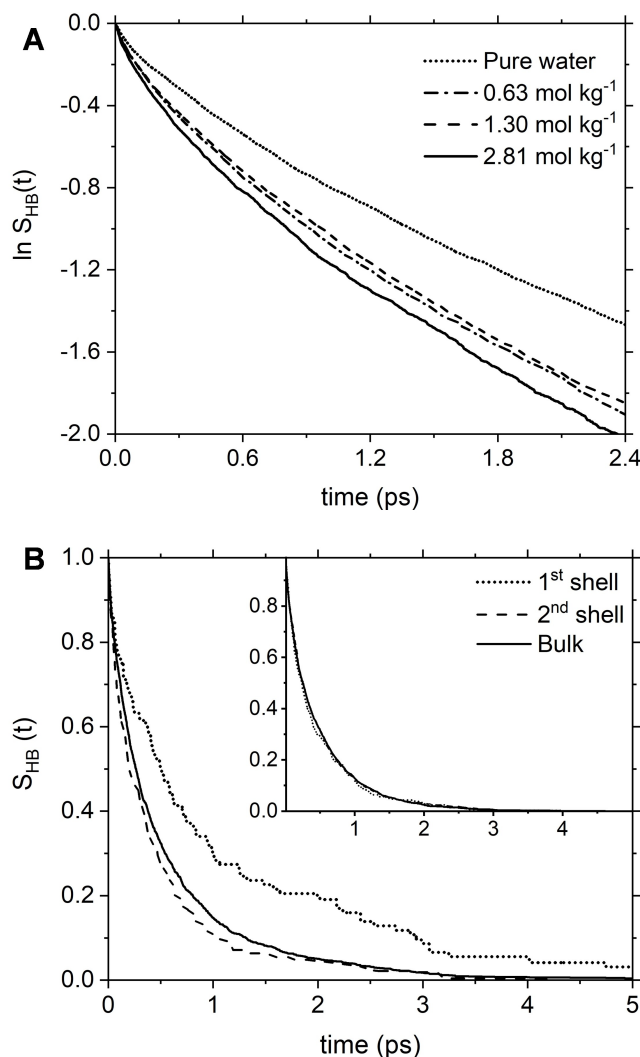 A
0.0
-0.4
-0.8
-1.2
-1.6
-2.0
ln S_HB(t)
Pure water
0.63 mol kg⁻¹
1.30 mol kg⁻¹
2.81 mol kg⁻¹
0.0 0.6 1.2 1.8 2.4
time (ps)
B
1.0
0.8
0.6
0.4
0.2
0.0
S_HB (t)
0.8
0.6
0.4
0.2
0.0
1 2 3 4
1ˢᵗ shell
2ⁿᵈ shell
Bulk
0 1 2 3 4 5
time (ps)